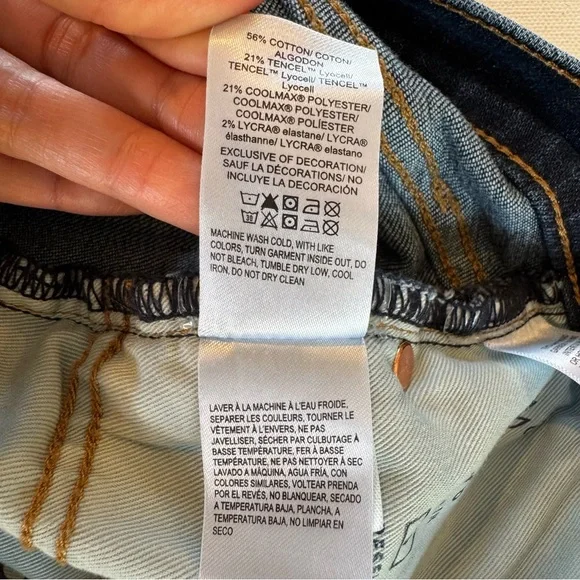 56% COTTON/ COTON/
ALGODON
21% TENCEL™ Lyocell/
TENCEL™ Lyocell/ TENCEL™
Lyocell
21% COOLMAX® POLYESTER/
COOLMAX® POLYESTER/
COOLMAX® POLÍESTER
2% LYCRA® elastane/ LYCRA®
élasthanne/ LYCRA® elastano
EXCLUSIVE OF DECORATION/
SAUF LA DÉCORATIONS/ NO
INCLUYE LA DECORACIÓN
30
MACHINE WASH COLD, WITH LIKE
COLORS, TURN GARMENT INSIDE OUT, DO
NOT BLEACH, TUMBLE DRY LOW, COOL
IRON, DO NOT DRY CLEAN
LAVER À LA MACHINE À L'EAU FROIDE,
SEPARER LES COULEURS, TOURNER LE
VÊTEMENT À L'ENVERS, NE PAS
JAVELLISER, SÉCHER PAR CULBUTAGE À
BASSE TEMPÉRATURE, FER À BASSE
TEMPÉRATURE, NE PAS NETTOYER À SEC
LAVADO A MÁQUINA, AGUA FRÍA, CON
COLORES SIMILARES, VOLTEAR PRENDA
POR EL REVÉS, NO BLANQUEAR, SECADO
A TEMPERATURA BAJA, PLANCHA, A
TEMPERATURA BAJA, NO LIMPIAR EN
SECO